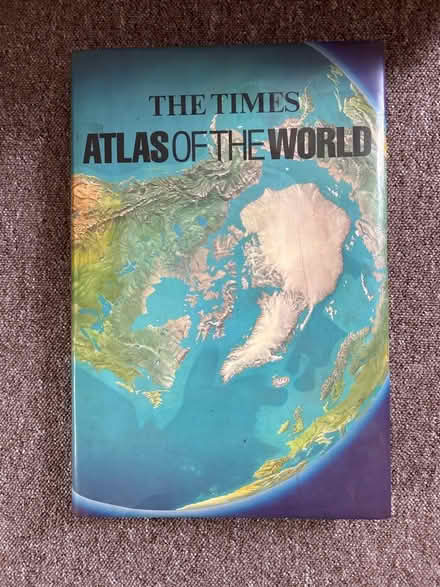 THE TIMES
ATLAS OF THE WORLD